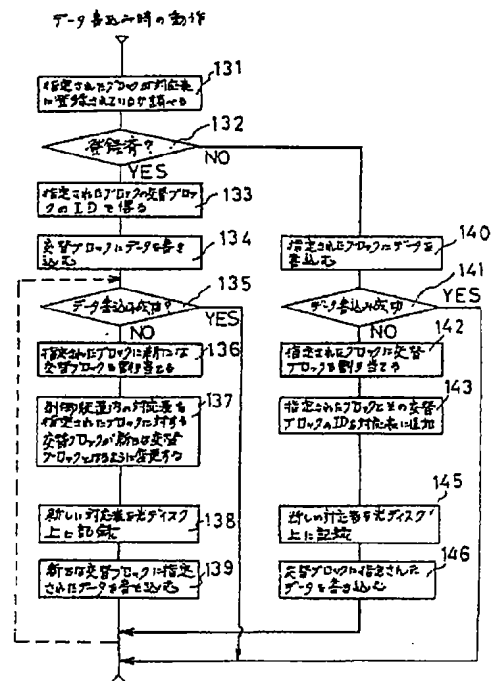 データ書込み時の動作
131
指定されたブロックが対応表
に登録されているか調べる
132
登録済?
NO
YES
133
指定されたブロックの交替ブロッ
クのIDを得る
134
交替ブロックにデータを書き
込む
135
データ書込み成功?
YES
NO
136
指定されたブロックに新たな
交替ブロックを割り当てる
137
制御装置内の対応表を
指定されたブロックに対する
交替ブロックが新たな交替
ブロックとなるように変更する
138
新しい対応表を光ディスク
上に記録
139
新たな交替ブロックに指定
されたデータを書き込む
140
指定されたブロックにデータを
書込む
141
データ書込み成功
YES
NO
142
指定されたブロックに交替
ブロックを割り当てる
143
指定されたブロックとその交替
ブロックのIDを対応表に追加
145
新しい対応表を光ディスク
上に記録
146
交替ブロックに指定された
データを書き込む